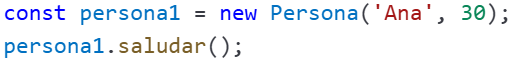 const persona1 = new Persona('Ana', 30);
persona1.saludar();